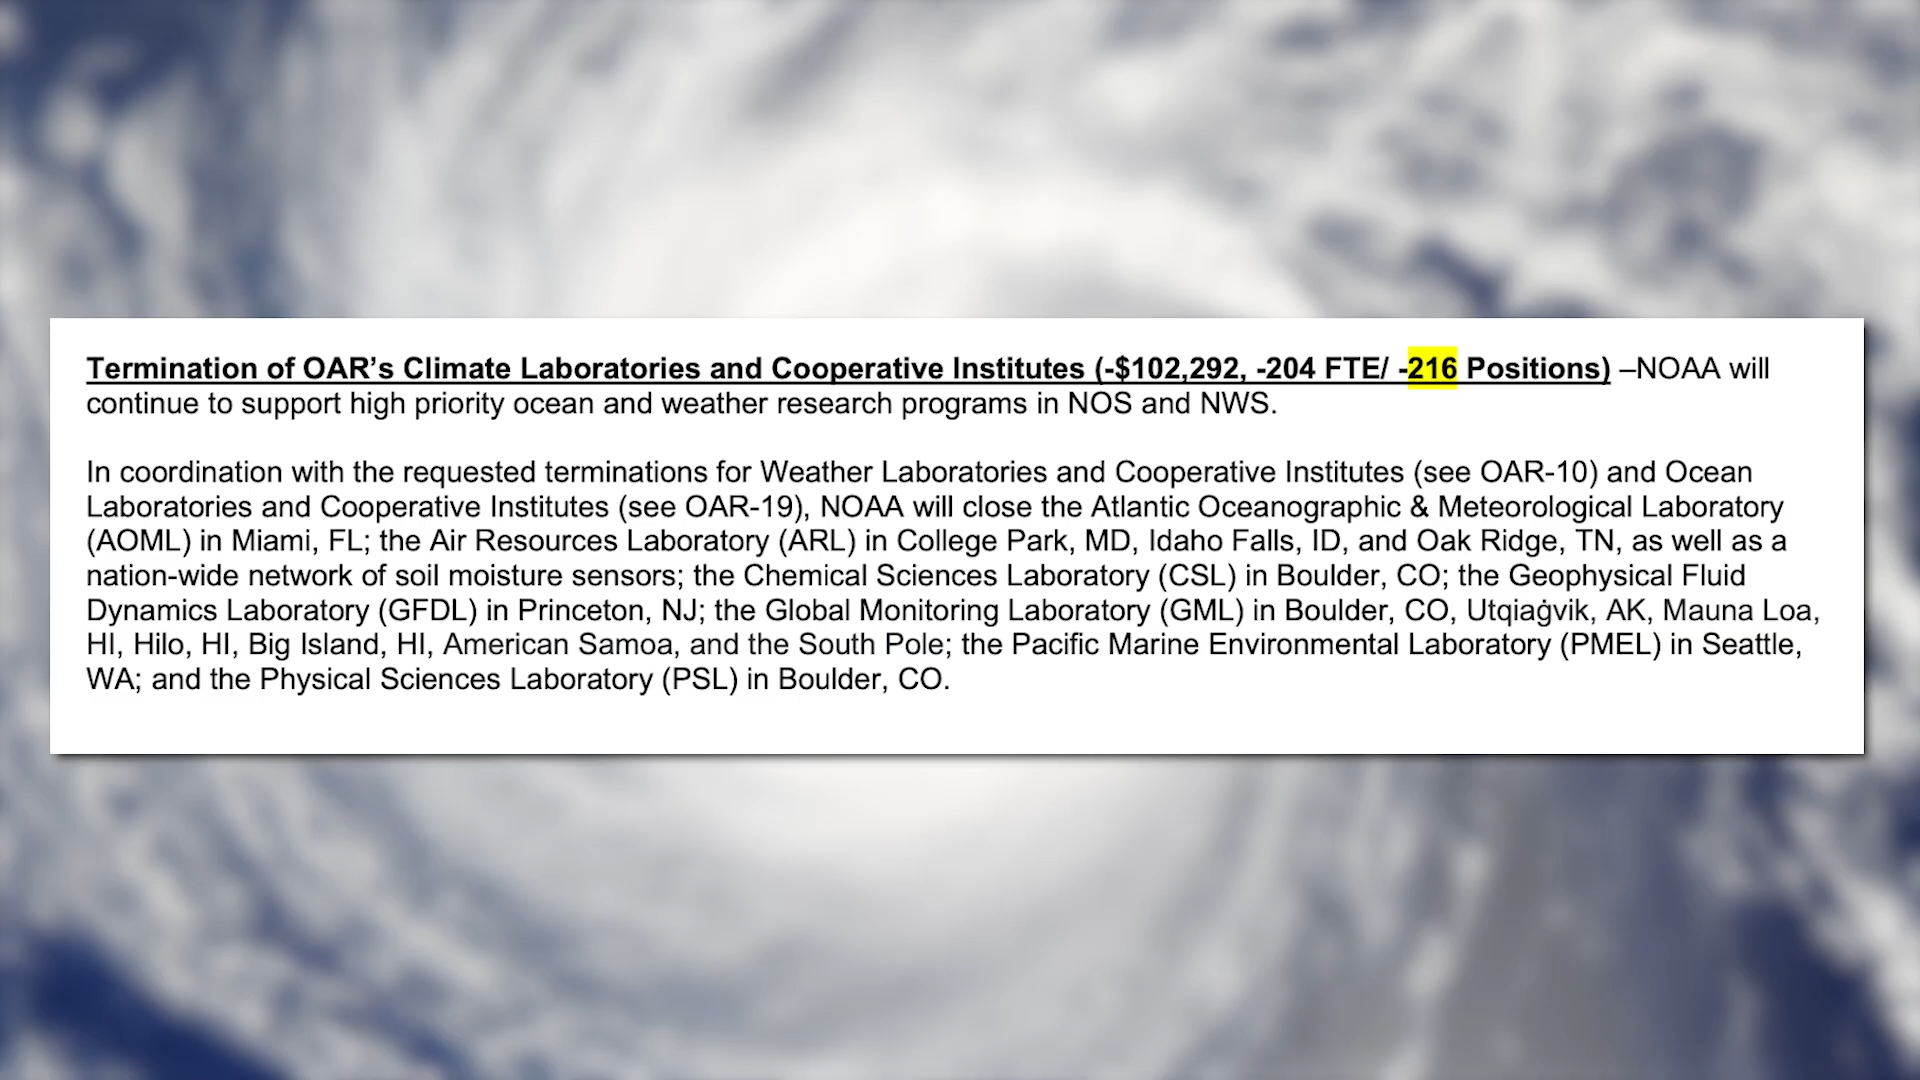 Termination of OAR’s Climate Laboratories and Cooperative Institutes (-$102,292, -204 FTE/ -216 Positions) –NOAA will
continue to support high priority ocean and weather research programs in NOS and NWS.
In coordination with the requested terminations for Weather Laboratories and Cooperative Institutes (see OAR-10) and Ocean
Laboratories and Cooperative Institutes (see OAR-19), NOAA will close the Atlantic Oceanographic & Meteorological Laboratory
(AOML) in Miami, FL; the Air Resources Laboratory (ARL) in College Park, MD, Idaho Falls, ID, and Oak Ridge, TN, as well as a
nation-wide network of soil moisture sensors; the Chemical Sciences Laboratory (CSL) in Boulder, CO; the Geophysical Fluid
Dynamics Laboratory (GFDL) in Princeton, NJ; the Global Monitoring Laboratory (GML) in Boulder, CO, Utqiaġvik, AK, Mauna Loa,
HI, Hilo, HI, Big Island, HI, American Samoa, and the South Pole; the Pacific Marine Environmental Laboratory (PMEL) in Seattle,
WA; and the Physical Sciences Laboratory (PSL) in Boulder, CO.